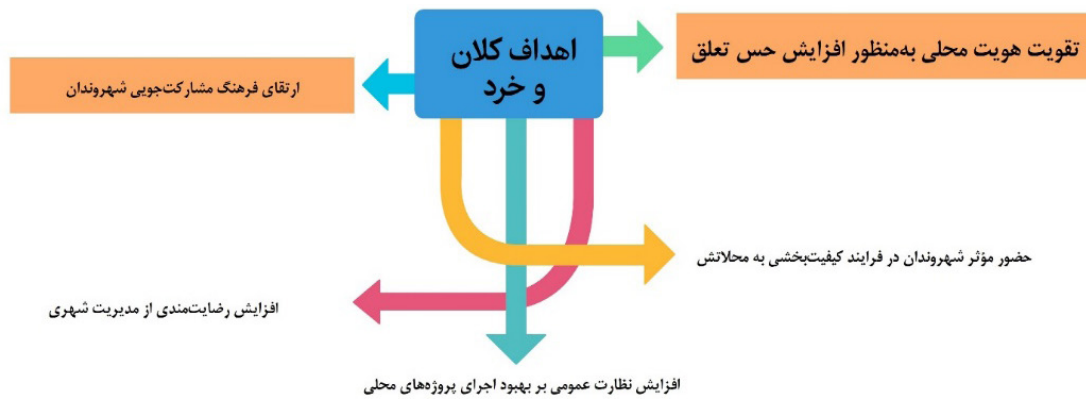 اهداف کلان
و خرد
تقویت هویت محلی به‌منظور افزایش حس تعلق
ارتقای فرهنگ مشارکت‌جویی شهروندان
حضور مؤثر شهروندان در فرایند کیفیت‌بخشی به محلاتش
افزایش رضایت‌مندی از مدیریت شهری
افزایش نظارت عمومی بر بهبود اجرای پروژه‌های محلی